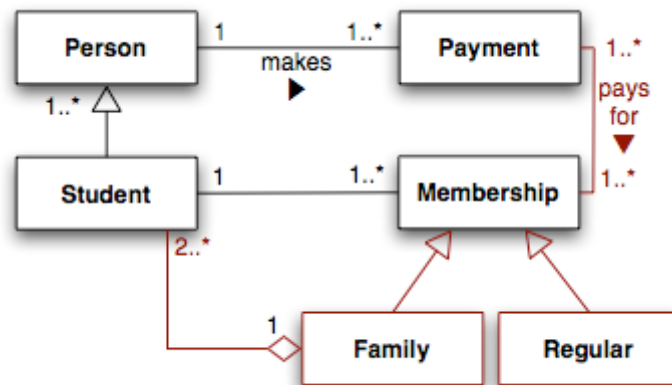 Person
1
1..*
Payment
makes
1..*
pays
for
1..*
1..*
Student
1
1..*
Membership
2..*
1
Family
Regular